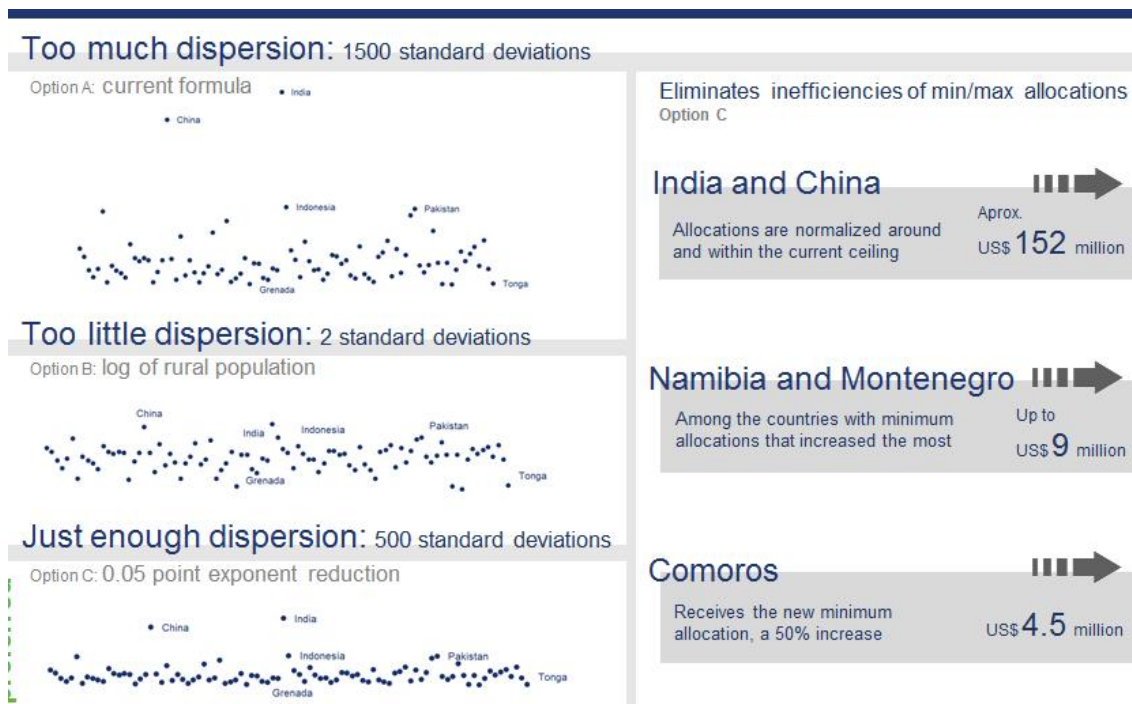 Too much dispersion: 1500 standard deviations
Option A: current formula
India
China
Indonesia
Pakistan
Grenada
Tonga
Too little dispersion: 2 standard deviations
Option B: log of rural population
China
India
Indonesia
Pakistan
Grenada
Tonga
Just enough dispersion: 500 standard deviations
Option C: 0.05 point exponent reduction
India
China
Indonesia
Pakistan
Tonga
Grenada
Eliminates inefficiencies of min/max allocations
Option C
India and China
Allocations are normalized around
and within the current ceiling
Aprox.
US$ 152 million
Namibia and Montenegro
Among the countries with minimum
allocations that increased the most
Up to
US$ 9 million
Comoros
Receives the new minimum
allocation, a 50% increase
US$ 4.5 million